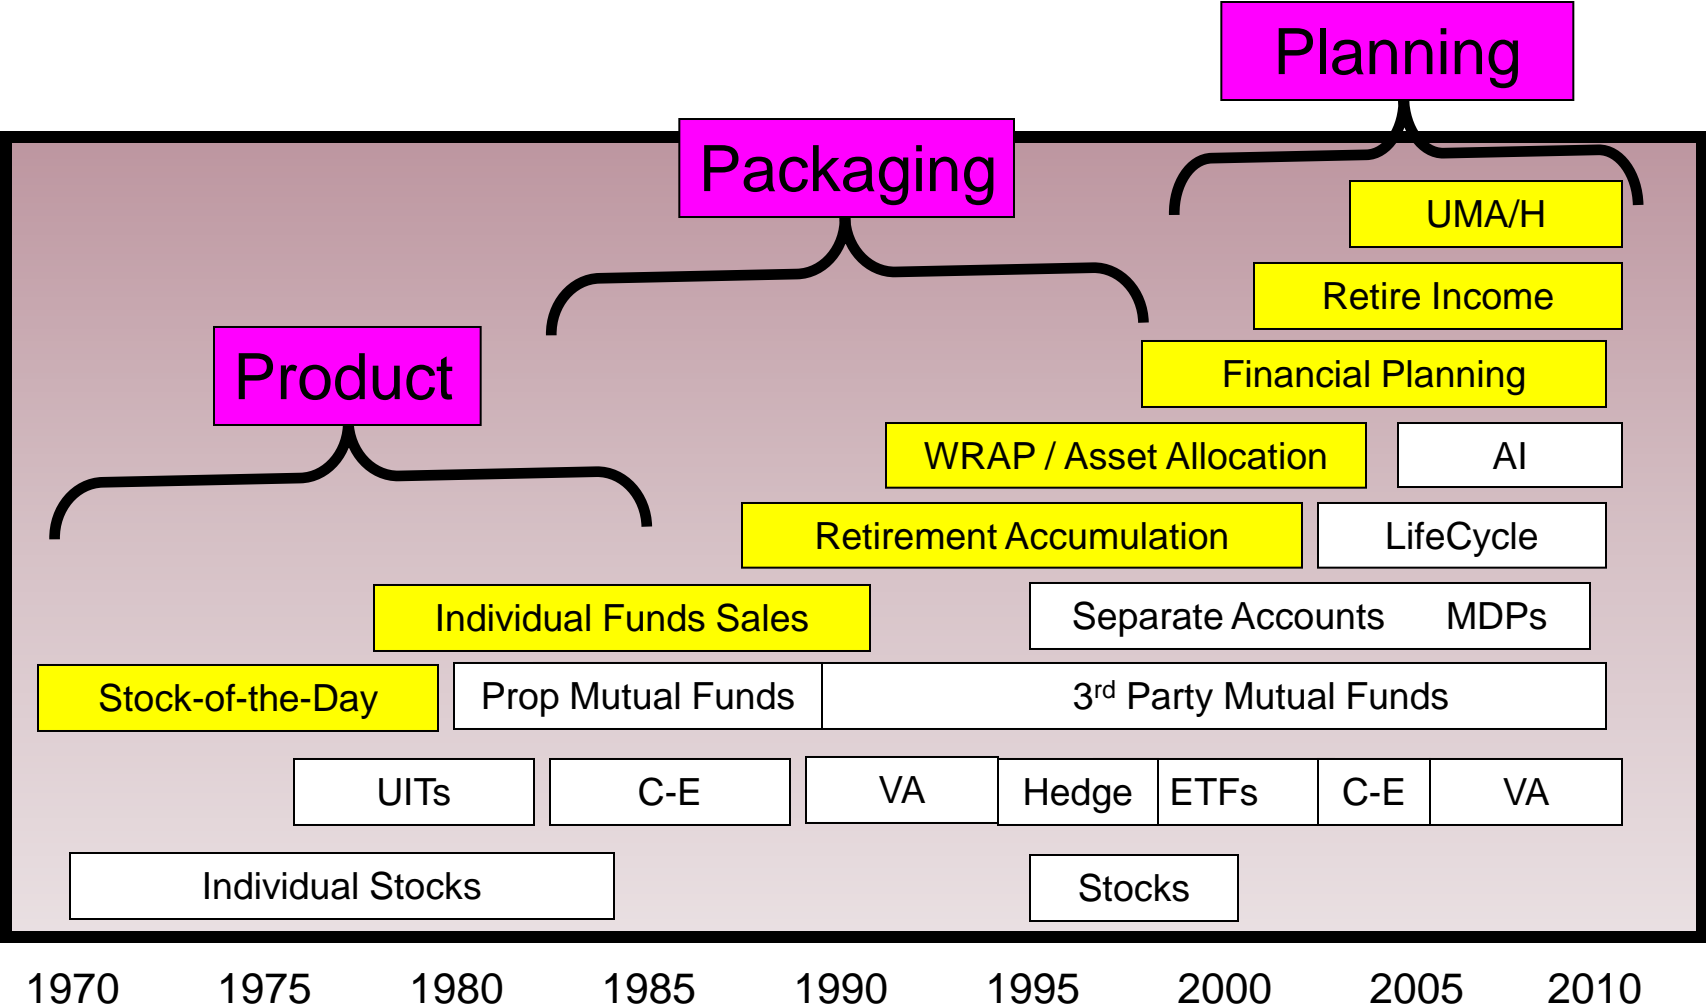 Planning
Packaging
UMA/H
Retire Income
Product
Financial Planning
WRAP / Asset Allocation
AI
Retirement Accumulation
LifeCycle
Individual Funds Sales
Separate Accounts MDPs
Stock-of-the-Day
Prop Mutual Funds
3rd Party Mutual Funds
UITs
C-E
VA
Hedge
ETFs
C-E
VA
Individual Stocks
Stocks
1970 1975 1980 1985 1990 1995 2000 2005 2010